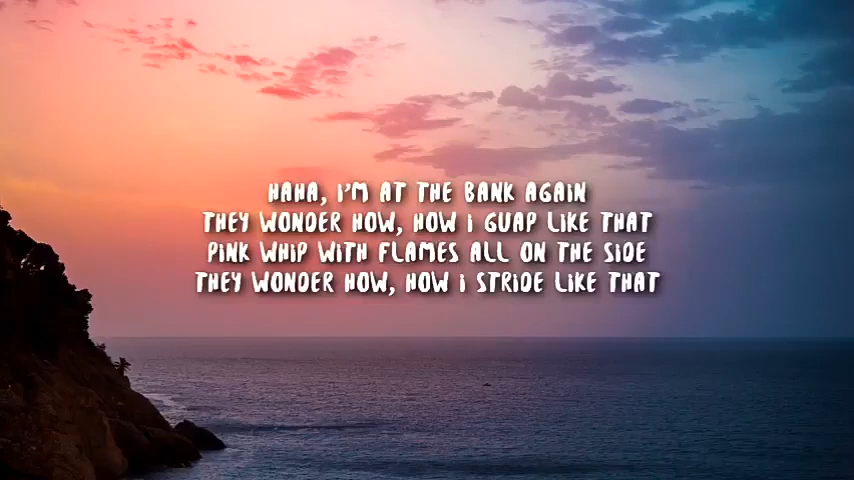 HAHA, I'M AT THE BANK AGAIN
THEY WONDER HOW, HOW I GUAP LIKE THAT
PINK WHIP WITH FLAMES ALL ON THE SIDE
THEY WONDER HOW, HOW I STRIDE LIKE THAT